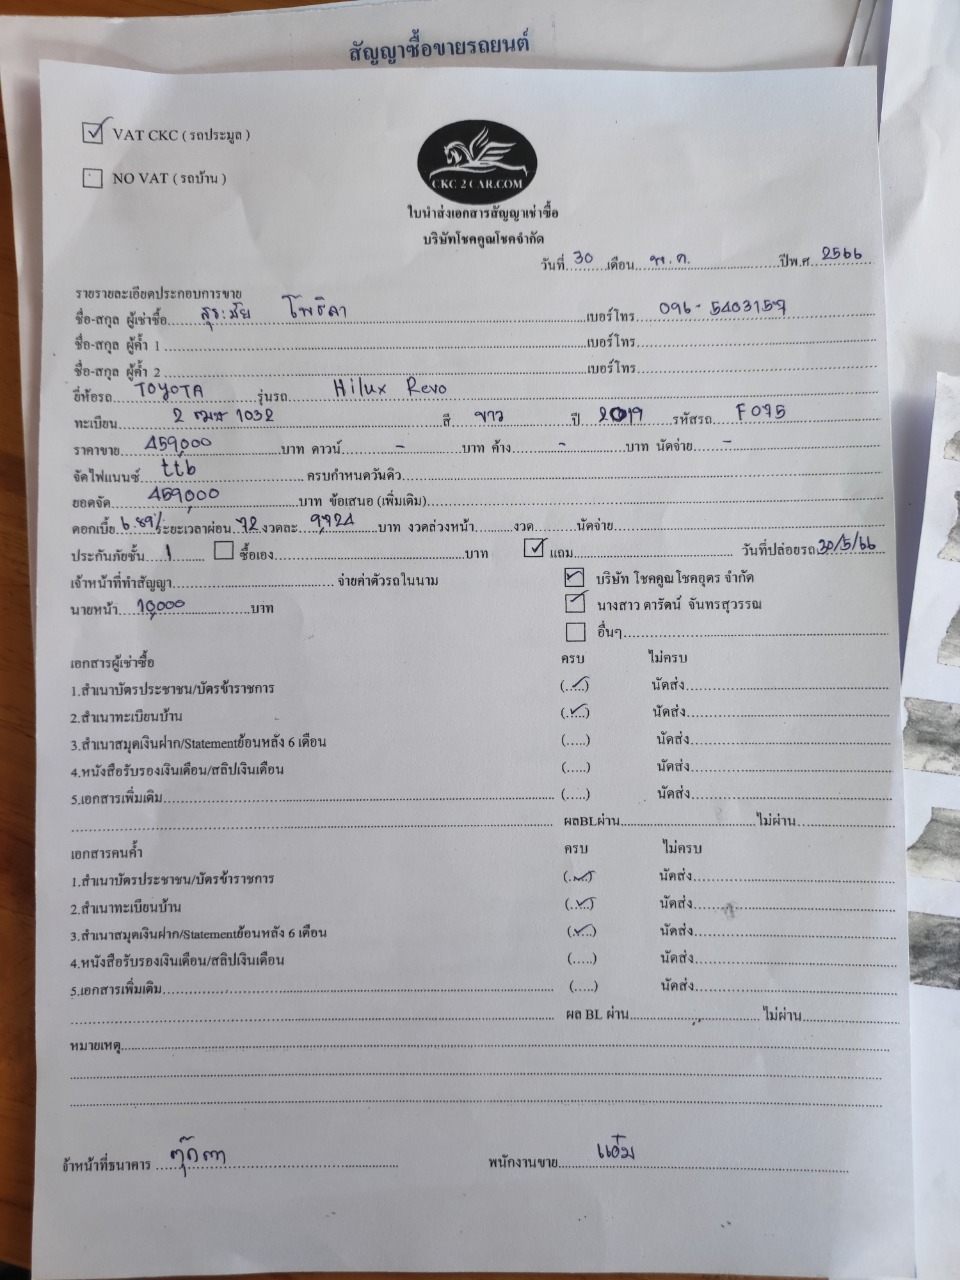 สัญญาซื้อขายรถยนต์
VAT CKC ( รถประมูล )
NO VAT ( รถบ้าน )
CKC 2 CAR.COM
ใบนำส่งเอกสารสัญญาเช่าซื้อ
บริษัทโชคคูณโชคจำกัด
วันที่ 30 เดือน พ.ค. ปีพ.ศ. 2566
รายรายละเอียดประกอบการขาย
ชื่อ-สกุล ผู้เช่าซื้อ สุระชัย โพธิลา เบอร์โทร 096-5403157
ชื่อ-สกุล ผู้ค้ำ 1 เบอร์โทร
ชื่อ-สกุล ผู้ค้ำ 2 เบอร์โทร
ยี่ห้อรถ TOYOTA รุ่นรถ Hilux Revo
ทะเบียน 2 1032 สี ขาว ปี 2019 รหัสรถ F095
ราคาขาย 459,000 บาท ดาวน์ - บาท ค้าง - บาท นัดจ่าย -
จัดไฟแนนซ์ ttb ครบกำหนดวันคิว
ยอดจัด 459,000 บาท ข้อเสนอ (เพิ่มเติม)
ดอกเบี้ย 6.89% ระยะเวลาผ่อน 72 งวดละ 9,924 บาท งวดล่วงหน้า งวด นัดจ่าย
ประกันภัยชั้น 1 ซื้อเอง บาท แถม วันที่ปล่อยรถ 30/5/66
เจ้าหน้าที่ทำสัญญา จ่ายค่าตัวรถในนาม บริษัท โชคคูณโชคอุดร จำกัด
นายหน้า 10,000 บาท นางสาว ดารัตน์ จันทรสุวรรณ
อื่นๆ
เอกสารผู้เช่าซื้อ ครบ ไม่ครบ
1.สำเนาบัตรประชาชน/บัตรข้าราชการ (.....) นัดส่ง
2.สำเนาทะเบียนบ้าน (.....) นัดส่ง
3.สำเนาสมุดเงินฝาก/Statementย้อนหลัง 6 เดือน (.....) นัดส่ง
4.หนังสือรับรองเงินเดือน/สลิปเงินเดือน (.....) นัดส่ง
5.เอกสารเพิ่มเติม (.....) นัดส่ง
ผลBLผ่าน ไม่ผ่าน
เอกสารคนค้ำ ครบ ไม่ครบ
1.สำเนาบัตรประชาชน/บัตรข้าราชการ (.....) นัดส่ง
2.สำเนาทะเบียนบ้าน (.....) นัดส่ง
3.สำเนาสมุดเงินฝาก/Statementย้อนหลัง 6 เดือน (.....) นัดส่ง
4.หนังสือรับรองเงินเดือน/สลิปเงินเดือน (.....) นัดส่ง
5.เอกสารเพิ่มเติม (.....) นัดส่ง
ผล BL ผ่าน ไม่ผ่าน
หมายเหตุ
จ้าหน้าที่ธนาคาร ตุ๊กตา พนักงานขาย แอ๋ม